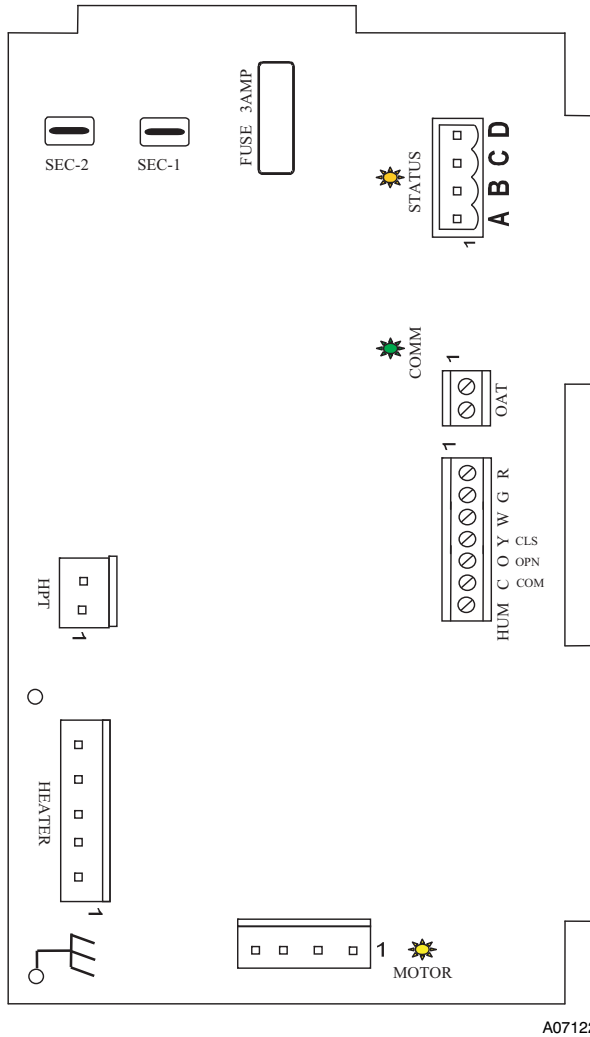 SEC-2
SEC-1
FUSE 3AMP
STATUS
A B C D
1
COMM
1
OAT
1
HUM C O Y W G R
CLS
OPN
COM
HPT
1
HEATER
1
1
MOTOR
A07122